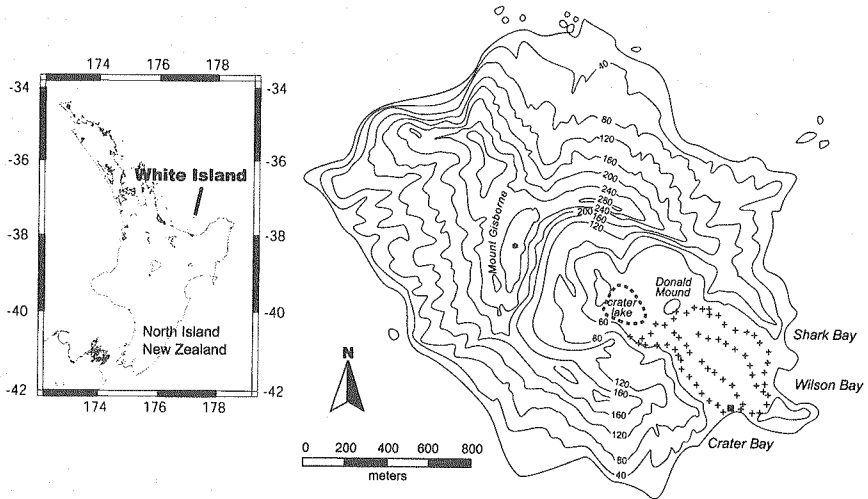 174
178
174
178
-34
-36
-38
-40
-42
-34
-36
-38
-40
-42
White Island
North Island
New Zealand
174
176
178
N
0 200 400 600 800
meters
40
80
120
160
200
240
280
240
200
160
120
Mount Gisborne
crater
lake
Donald
Mound
60
80
Shark Bay
Wilson Bay
120
160
160
120
80
40
Crater Bay